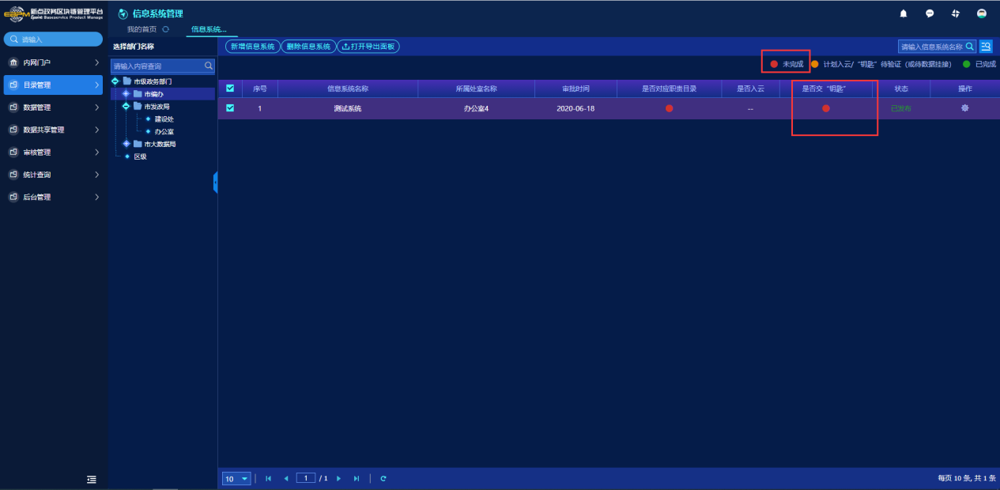 新点政务区块链管理平台
EBPM Epoint Baseservice Product Manage
请输入
内网门户
目录管理
数据管理
数据共享管理
审核管理
统计查询
后台管理
信息系统管理
我的首页
信息系统...
选择部门名称
请输入内容查询
市级政务部门
市编办
市发改局
建设处
办公室
市大数据局
区级
新增信息系统 删除信息系统 打开导出面板
请输入信息系统名称
未完成 计划入云/“钥匙”待验证（或待数据挂接） 已完成
序号 信息系统名称 所属处室名称 审批时间 是否对应职责目录 是否入云 是否交“钥匙” 状态 操作
1 测试系统 办公室4 2020-06-18 -- 已发布
10 1 / 1 每页 10 条, 共 1 条